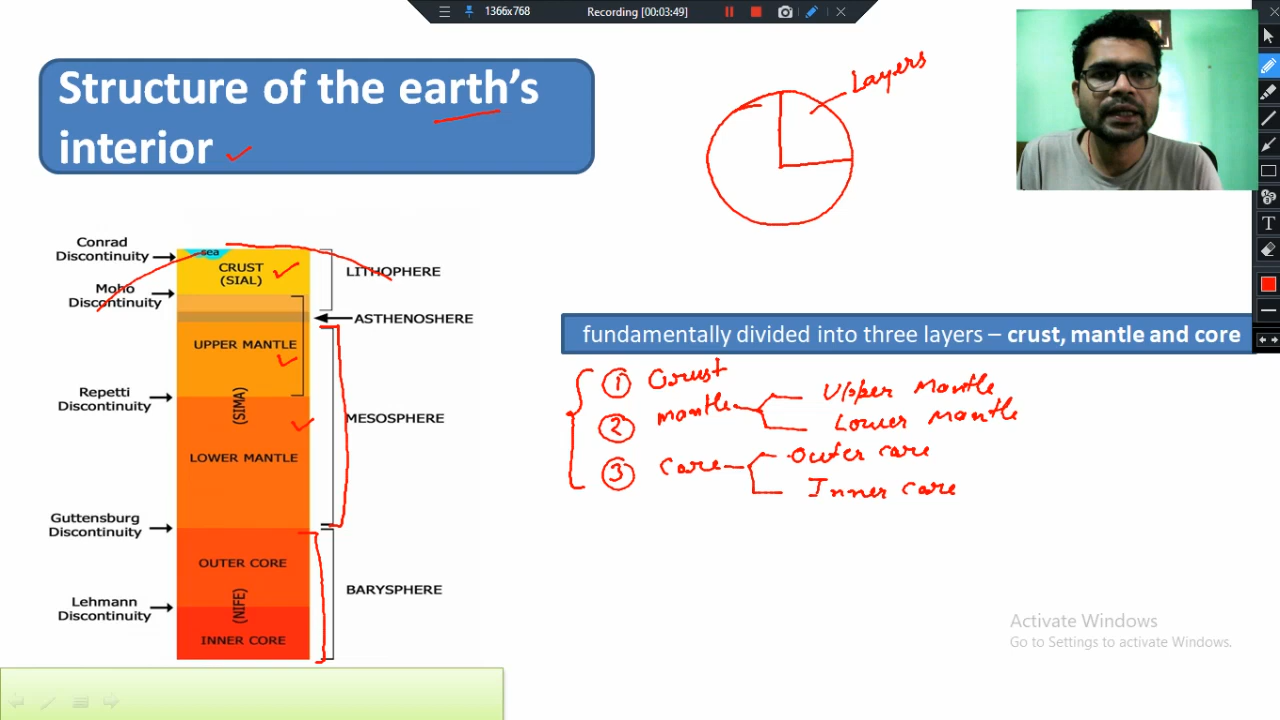 1366x768
Recording [00:03:49]
Structure of the earth's
interior
Layers
Conrad
Discontinuity
sea
CRUST
(SIAL)
LITHOPHERE
Moho
Discontinuity
ASTHENOSHERE
UPPER MANTLE
Repetti
Discontinuity
(SIMA)
MESOSPHERE
LOWER MANTLE
Guttensburg
Discontinuity
OUTER CORE
BARYSPHERE
Lehmann
Discontinuity
(NIFE)
INNER CORE
fundamentally divided into three layers – crust, mantle and core
1 Crust
2 Mantle
Upper Mantle
Lower Mantle
3 Core
Outer core
Inner core
Activate Windows
Go to Settings to activate Windows.
T